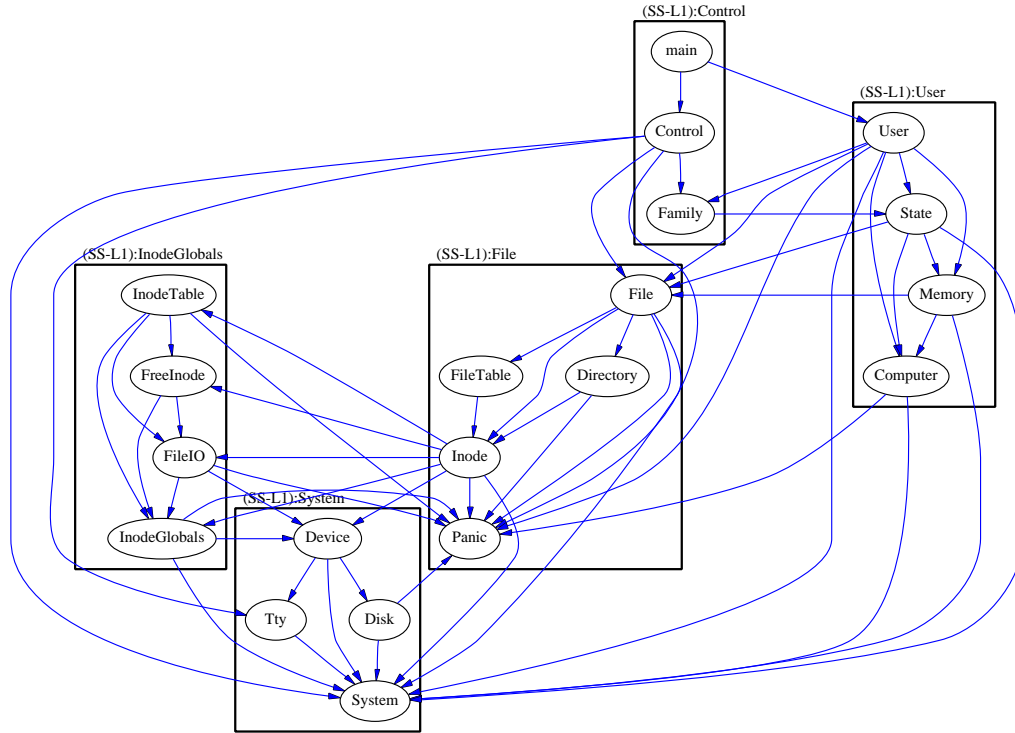 (SS-L1):Control
main
(SS-L1):User
Control
User
Family
State
(SS-L1):InodeGlobals
(SS-L1):File
InodeTable
File
Memory
FreeInode
FileTable
Directory
Computer
FileIO
Inode
(SS-L1):System
InodeGlobals
Device
Panic
Tty
Disk
System